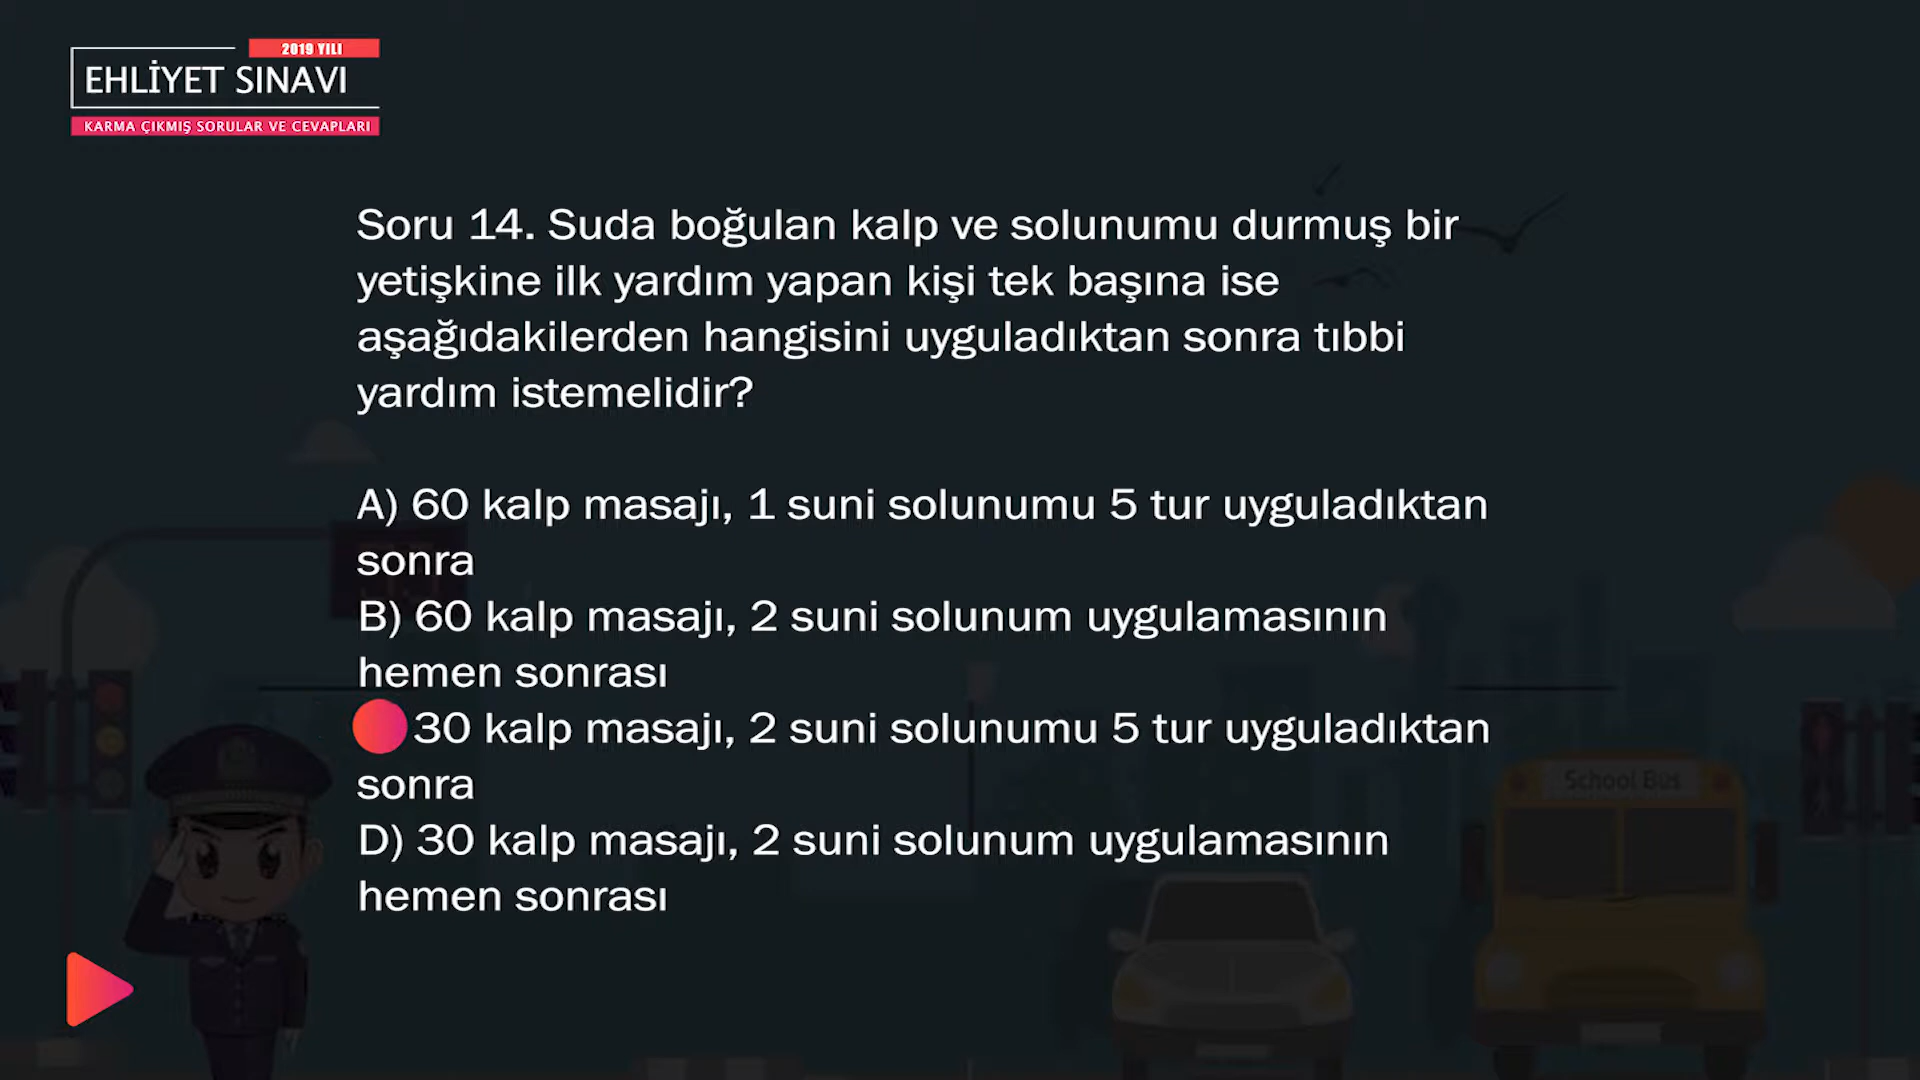 2019 YILI
EHLİYET SINAVI
KARMA ÇIKMIŞ SORULAR VE CEVAPLARI
Soru 14. Suda boğulan kalp ve solunumu durmuş bir
yetişkine ilk yardım yapan kişi tek başına ise
aşağıdakilerden hangisini uyguladıktan sonra tıbbi
yardım istemelidir?
A) 60 kalp masajı, 1 suni solunumu 5 tur uyguladıktan
sonra
B) 60 kalp masajı, 2 suni solunum uygulamasının
hemen sonrası
30 kalp masajı, 2 suni solunumu 5 tur uyguladıktan
sonra
D) 30 kalp masajı, 2 suni solunum uygulamasının
hemen sonrası
School Bus